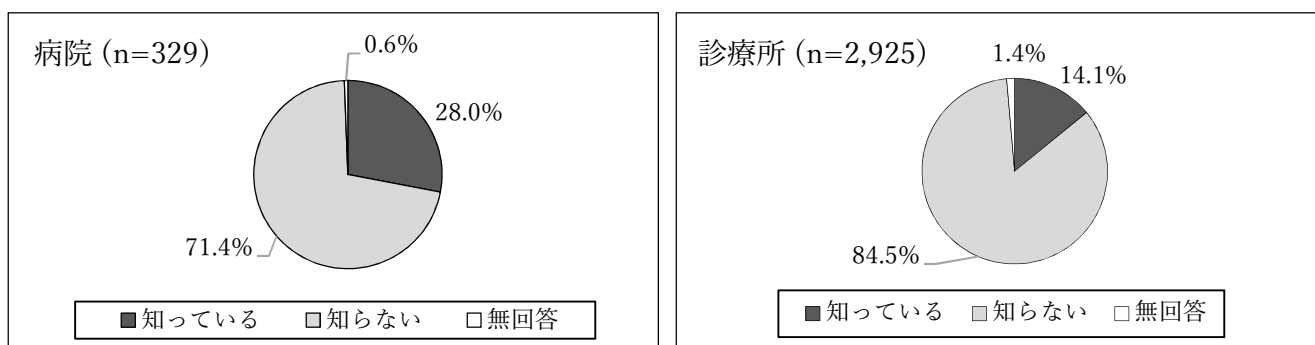 病院 (n=329)
0.6%
28.0%
71.4%
知っている 知らない 無回答
診療所 (n=2,925)
1.4%
14.1%
84.5%
知っている 知らない 無回答